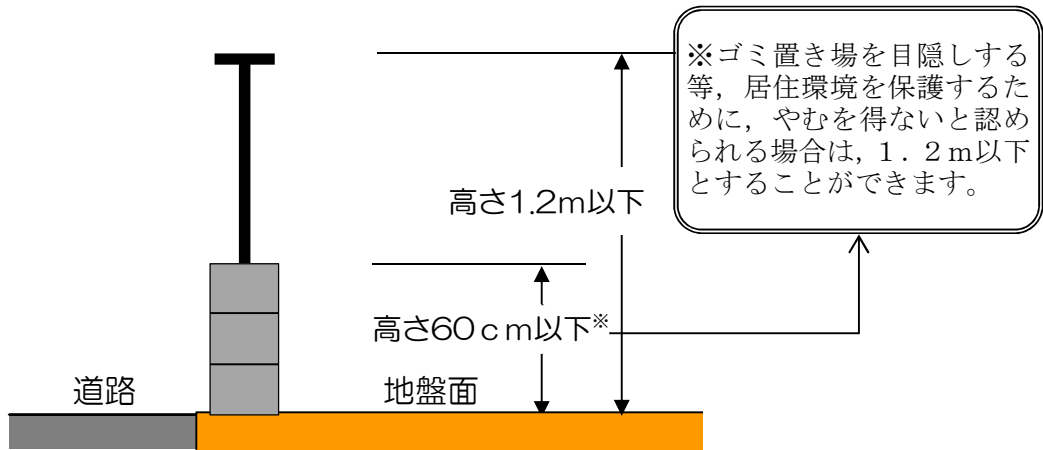 ※ゴミ置き場を目隠しする
等，居住環境を保護するた
めに，やむを得ないと認め
られる場合は，１．２ｍ以下
とすることができます。
高さ1.2m以下
高さ60ｃm以下※
道路
地盤面